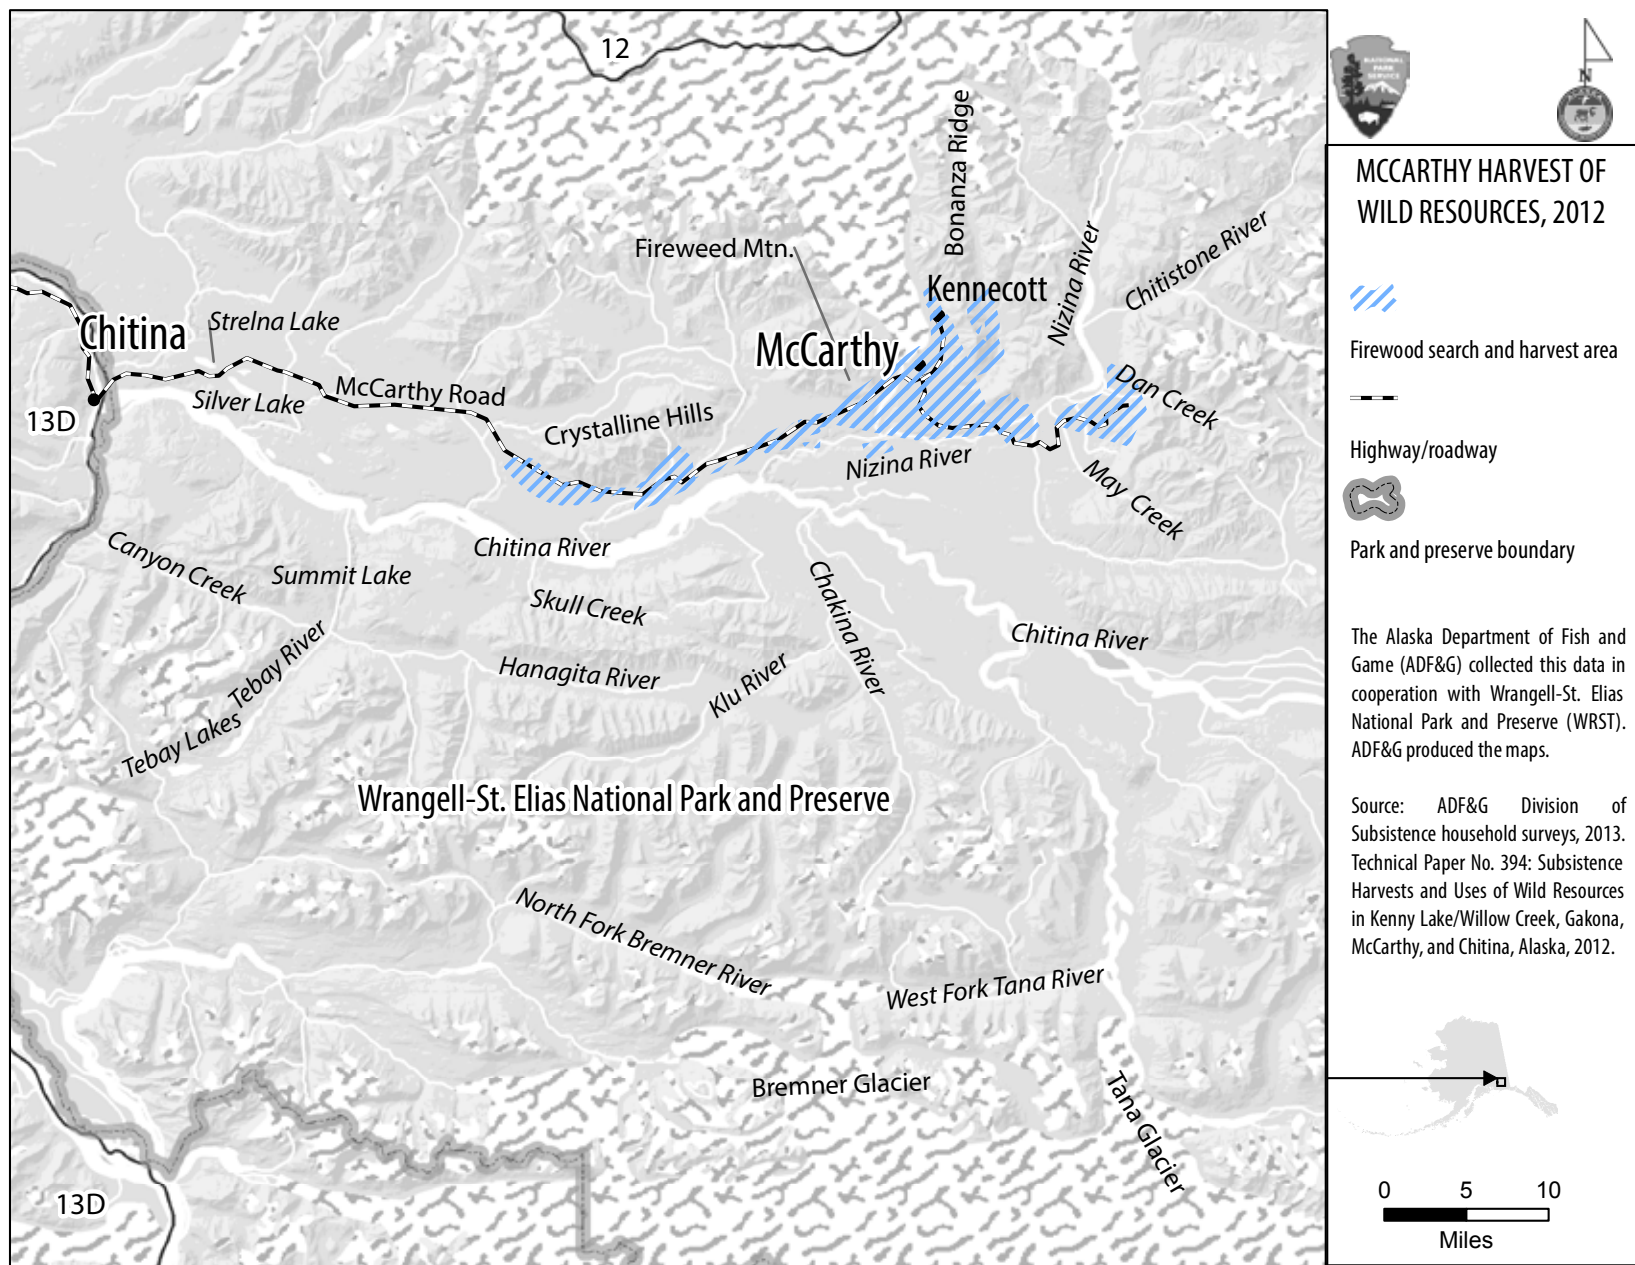 12
Bonanza Ridge
Fireweed Mtn.
Kennecott
Nizina River
Chitistone River
Chitina
Strelna Lake
McCarthy
McCarthy Road
Silver Lake
13D
Crystalline Hills
Dan Creek
Nizina River
May Creek
Canyon Creek
Summit Lake
Chitina River
Skull Creek
Chakina River
Chitina River
Tebay River
Hanagita River
Klu River
Tebay Lakes
Wrangell-St. Elias National Park and Preserve
North Fork Bremner River
West Fork Tana River
Bremner Glacier
Tana Glacier
13D
NATIONAL
PARK
SERVICE
N
MCCARTHY HARVEST OF
WILD RESOURCES, 2012
Firewood search and harvest area
Highway/roadway
Park and preserve boundary
The Alaska Department of Fish and
Game (ADF&G) collected this data in
cooperation with Wrangell-St. Elias
National Park and Preserve (WRST).
ADF&G produced the maps.
Source: ADF&G Division of
Subsistence household surveys, 2013.
Technical Paper No. 394: Subsistence
Harvests and Uses of Wild Resources
in Kenny Lake/Willow Creek, Gakona,
McCarthy, and Chitina, Alaska, 2012.
0 5 10
Miles